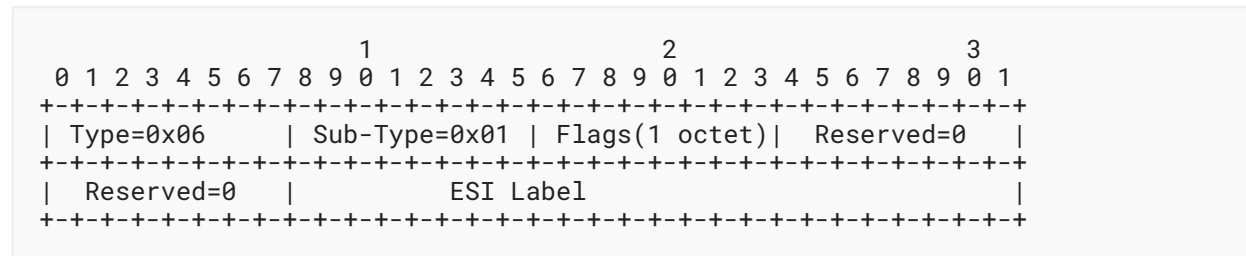 1                   2                   3
 0 1 2 3 4 5 6 7 8 9 0 1 2 3 4 5 6 7 8 9 0 1 2 3 4 5 6 7 8 9 0 1
+-+-+-+-+-+-+-+-+-+-+-+-+-+-+-+-+-+-+-+-+-+-+-+-+-+-+-+-+-+-+-+-+
| Type=0x06     | Sub-Type=0x01 | Flags(1 octet)|  Reserved=0   |
+-+-+-+-+-+-+-+-+-+-+-+-+-+-+-+-+-+-+-+-+-+-+-+-+-+-+-+-+-+-+-+-+
|  Reserved=0   |          ESI Label                            |
+-+-+-+-+-+-+-+-+-+-+-+-+-+-+-+-+-+-+-+-+-+-+-+-+-+-+-+-+-+-+-+-+